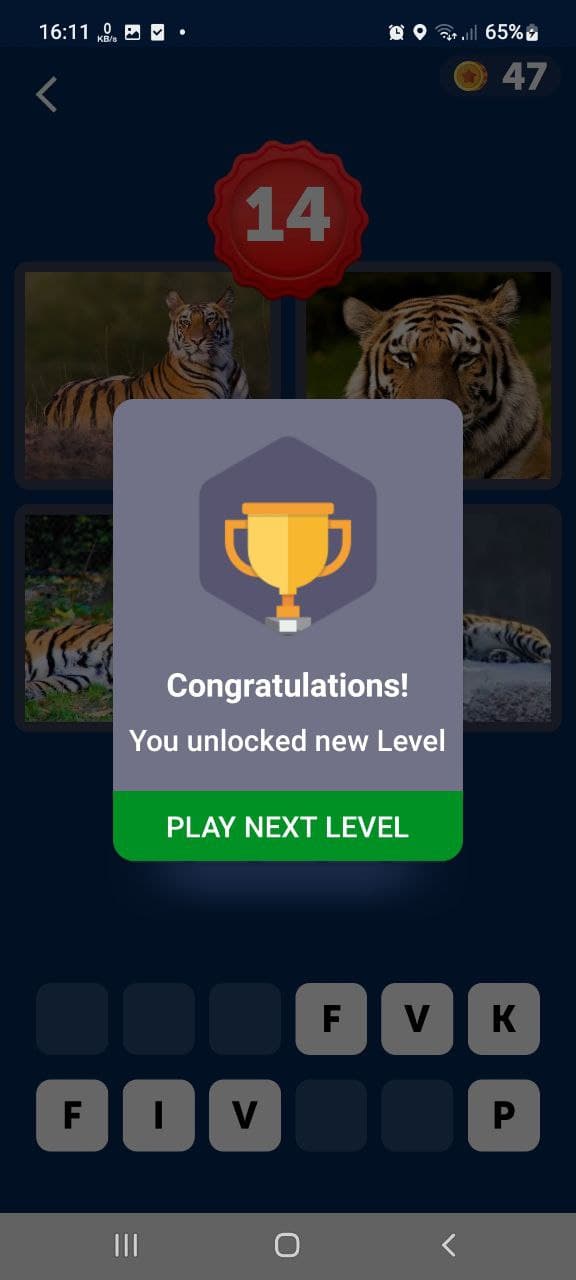 16:11 0 KB/s 65%
47
14
Congratulations!
You unlocked new Level
PLAY NEXT LEVEL
F V K
F I V P